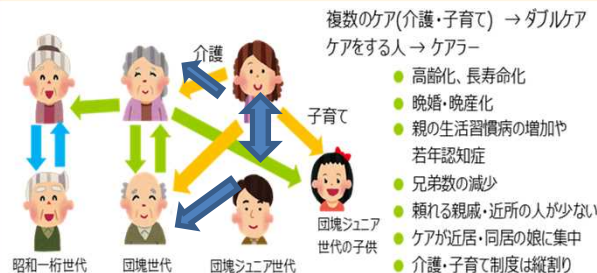 複数のケア(介護・子育て) → ダブルケア
ケアをする人 → ケアラー
介護
子育て
● 高齢化、長寿命化
● 晩婚・晩産化
● 親の生活習慣病の増加や
若年認知症
● 兄弟数の減少
● 頼れる親戚・近所の人が少ない
● ケアが近居・同居の娘に集中
● 介護・子育て制度は縦割り
昭和一桁世代
団塊世代
団塊ジュニア世代
団塊ジュニア
世代の子供